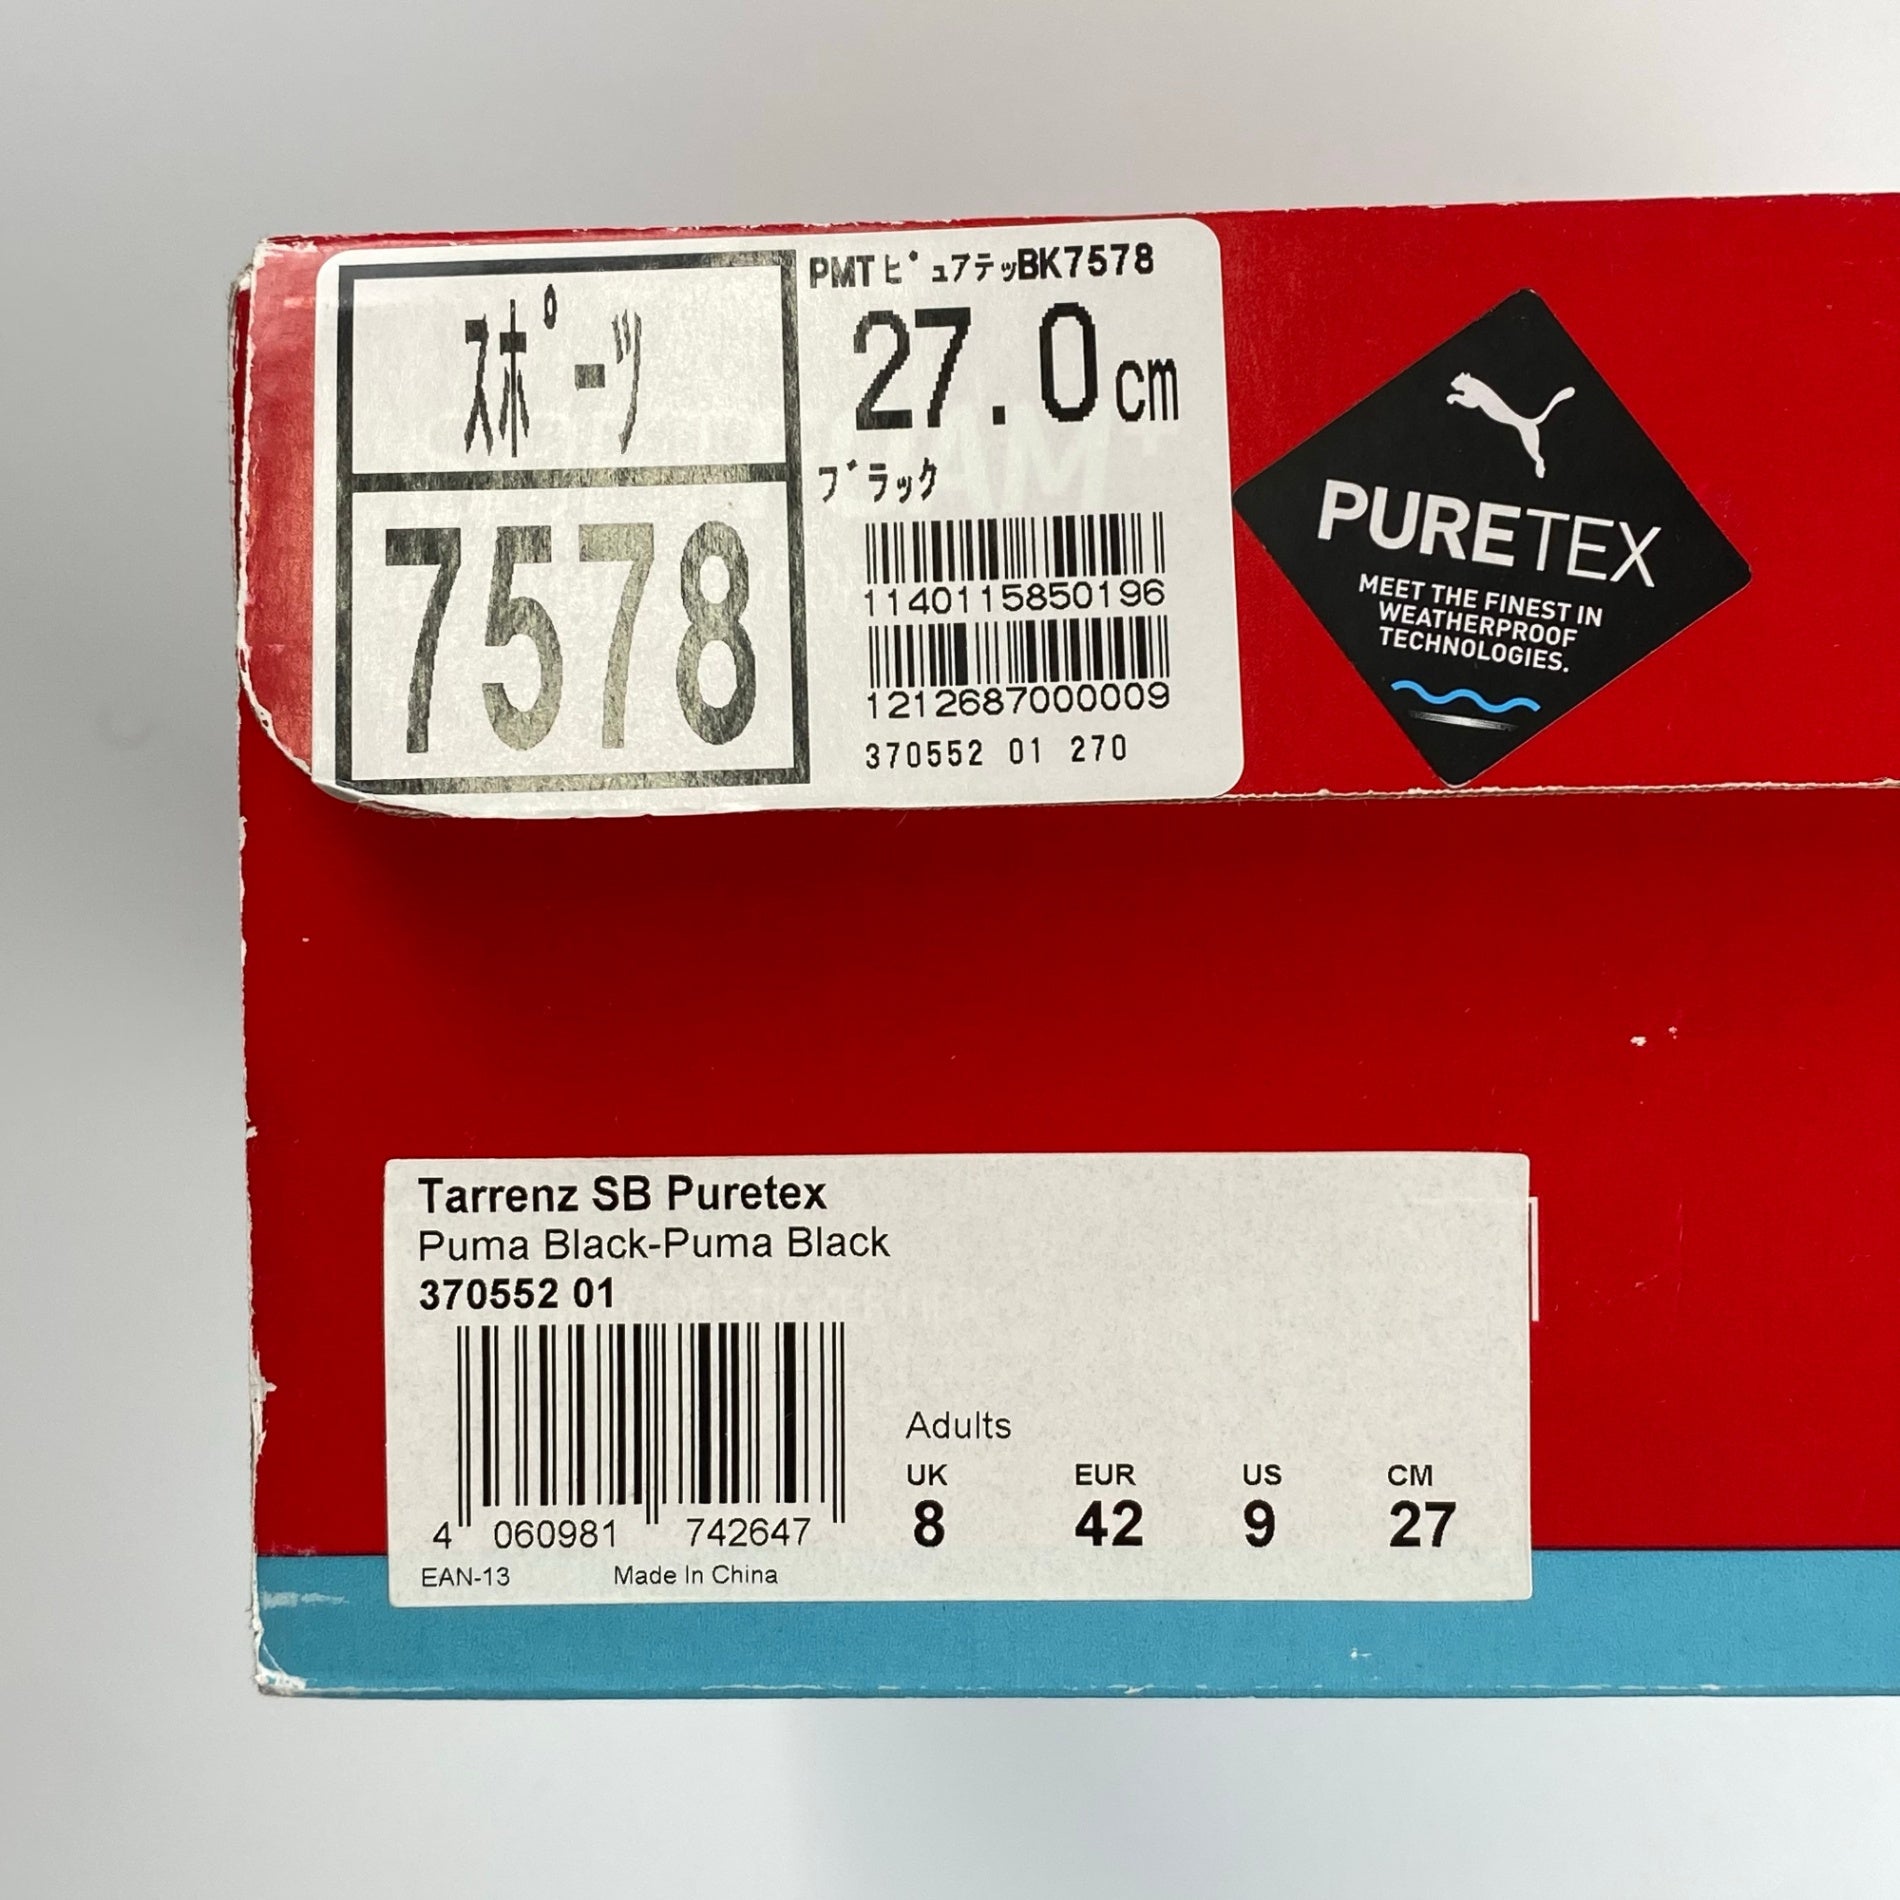 スポーツ
7578
PMTピュアテッBK7578
27.0cm
ブラック
1140115850196
1212687000009
370552 01 270
PURETEX
MEET THE FINEST IN
WEATHERPROOF
TECHNOLOGIES.
Tarrenz SB Puretex
Puma Black-Puma Black
370552 01
4 060981 742647
EAN-13 Made In China
Adults
UK EUR US CM
8 42 9 27